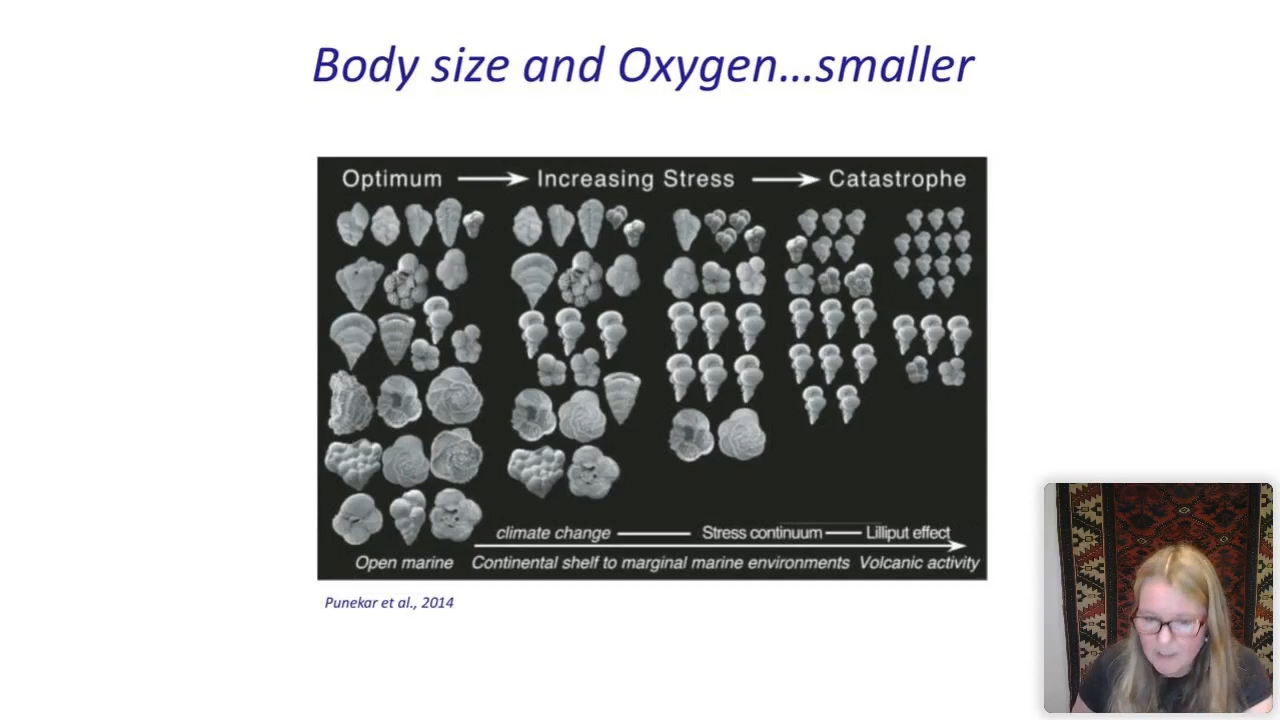 Body size and Oxygen...smaller
Optimum Increasing Stress Catastrophe
climate change Stress continuum Lilliput effect
Open marine Continental shelf to marginal marine environments Volcanic activity
Punekar et al., 2014